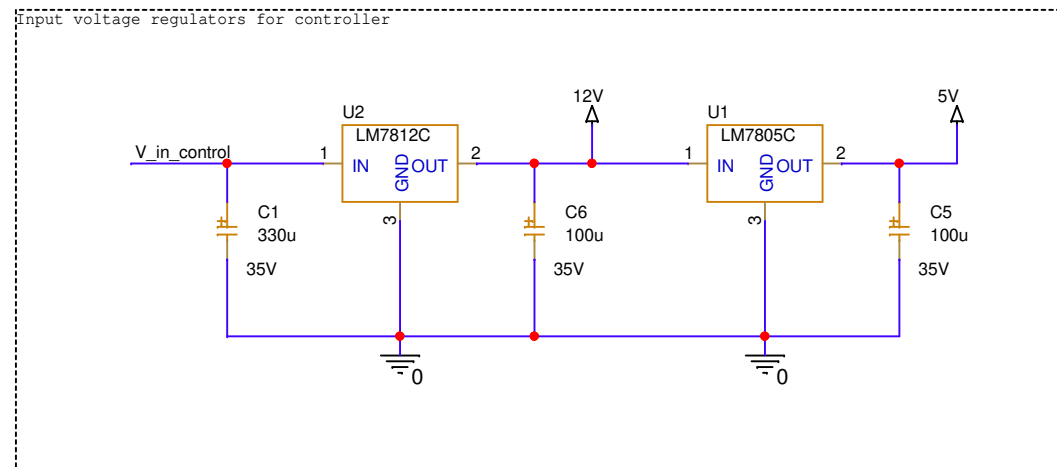 Input voltage regulators for controller
12V
5V
U2
U1
LM7812C
LM7805C
V_in_control
1
IN
GND
OUT
2
1
IN
GND
OUT
2
3
3
C1
330u
35V
C6
100u
35V
C5
100u
35V
0
0